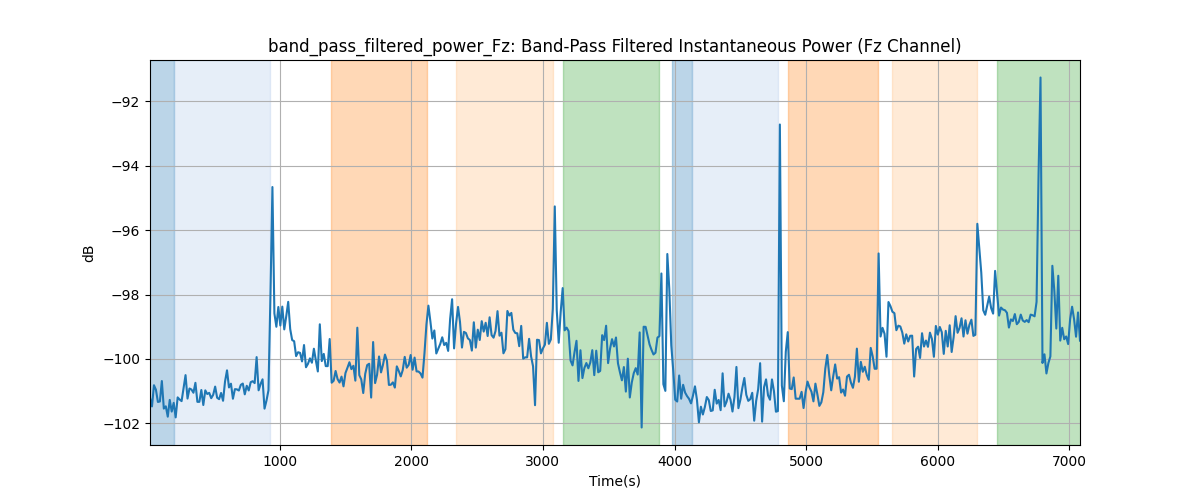 band_pass_filtered_power_Fz: Band-Pass Filtered Instantaneous Power (Fz Channel)
dB
−92
−94
−96
−98
−100
−102
1000 2000 3000 4000 5000 6000 7000
Time(s)